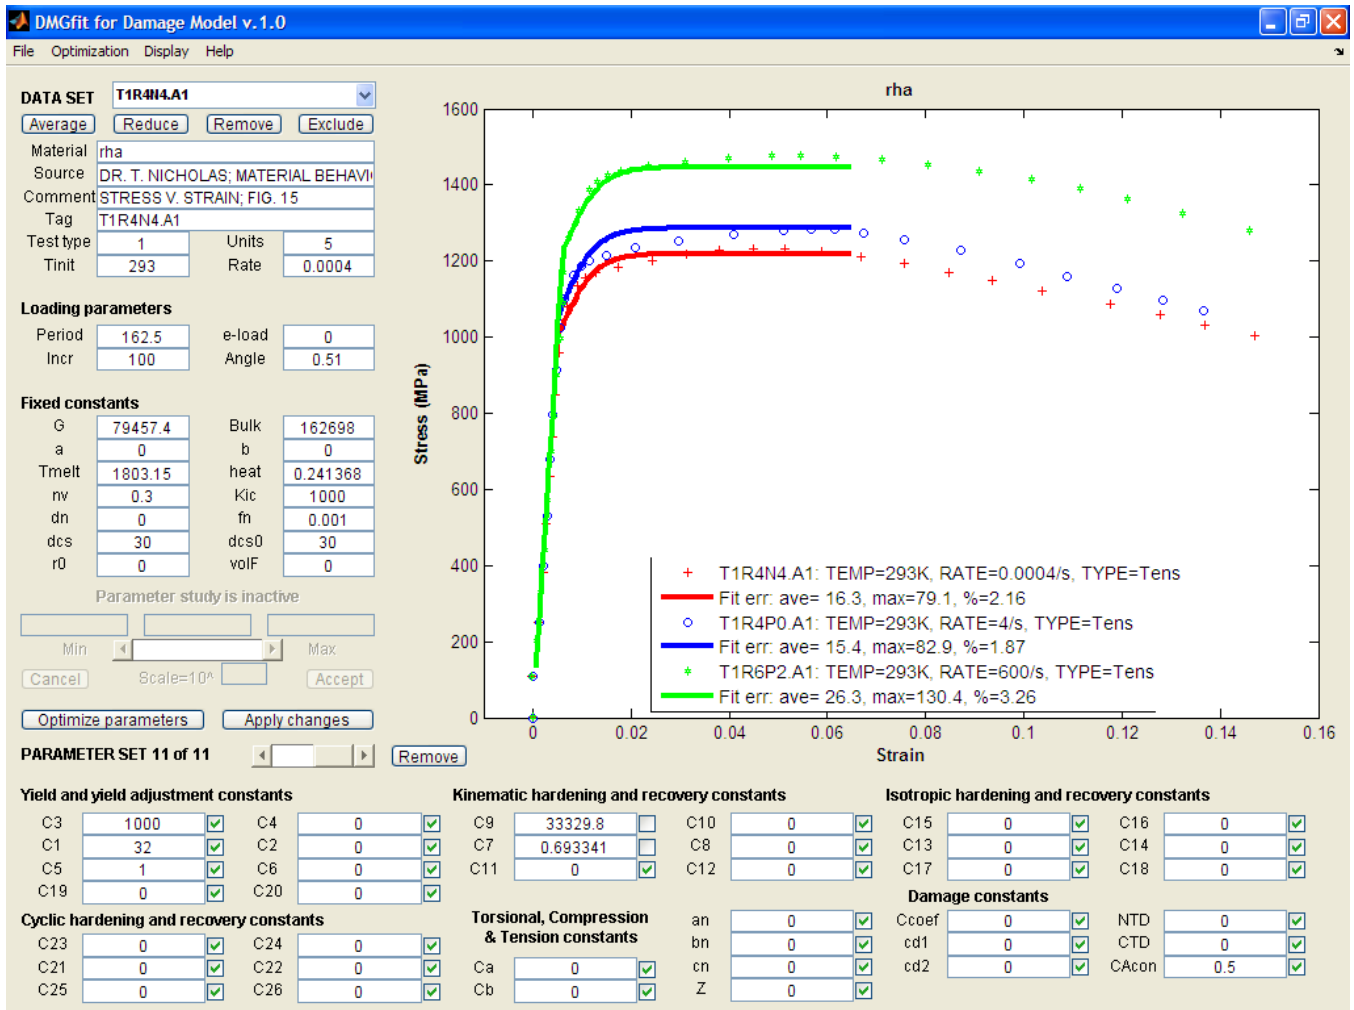 DMGfit for Damage Model v.1.0
File Optimization Display Help
DATA SET T1R4N4.A1
Average Reduce Remove Exclude
Material rha
Source DR. T. NICHOLAS; MATERIAL BEHAVI
Comment STRESS V. STRAIN; FIG. 15
Tag T1R4N4.A1
Test type 1 Units 5
Tinit 293 Rate 0.0004
Loading parameters
Period 162.5 e-load 0
Incr 100 Angle 0.51
Fixed constants
G 79457.4 Bulk 162698
a 0 b 0
Tmelt 1803.15 heat 0.241368
nv 0.3 Kic 1000
dn 0 fn 0.001
dcs 30 dcs0 30
r0 0 volF 0
Parameter study is inactive
Min Max
Cancel Scale=10^ Accept
Optimize parameters Apply changes
PARAMETER SET 11 of 11 Remove
rha
1600
1400
1200
1000
800
600
400
200
0
Stress (MPa)
0 0.02 0.04 0.06 0.08 0.1 0.12 0.14 0.16
Strain
T1R4N4.A1: TEMP=293K, RATE=0.0004/s, TYPE=Tens
Fit err: ave= 16.3, max=79.1, %=2.16
T1R4P0.A1: TEMP=293K, RATE=4/s, TYPE=Tens
Fit err: ave= 15.4, max=82.9, %=1.87
T1R6P2.A1: TEMP=293K, RATE=600/s, TYPE=Tens
Fit err: ave= 26.3, max=130.4, %=3.26
Yield and yield adjustment constants
C3 1000 C4 0
C1 32 C2 0
C5 1 C6 0
C19 0 C20 0
Cyclic hardening and recovery constants
C23 0 C24 0
C21 0 C22 0
C25 0 C26 0
Kinematic hardening and recovery constants
C9 33329.8 C10 0
C7 0.693341 C8 0
C11 0 C12 0
Torsional, Compression
& Tension constants
Ca 0
Cb 0
an 0
bn 0
cn 0
Z 0
Isotropic hardening and recovery constants
C15 0 C16 0
C13 0 C14 0
C17 0 C18 0
Damage constants
Ccoef 0 NTD 0
cd1 0 CTD 0
cd2 0 CAcon 0.5